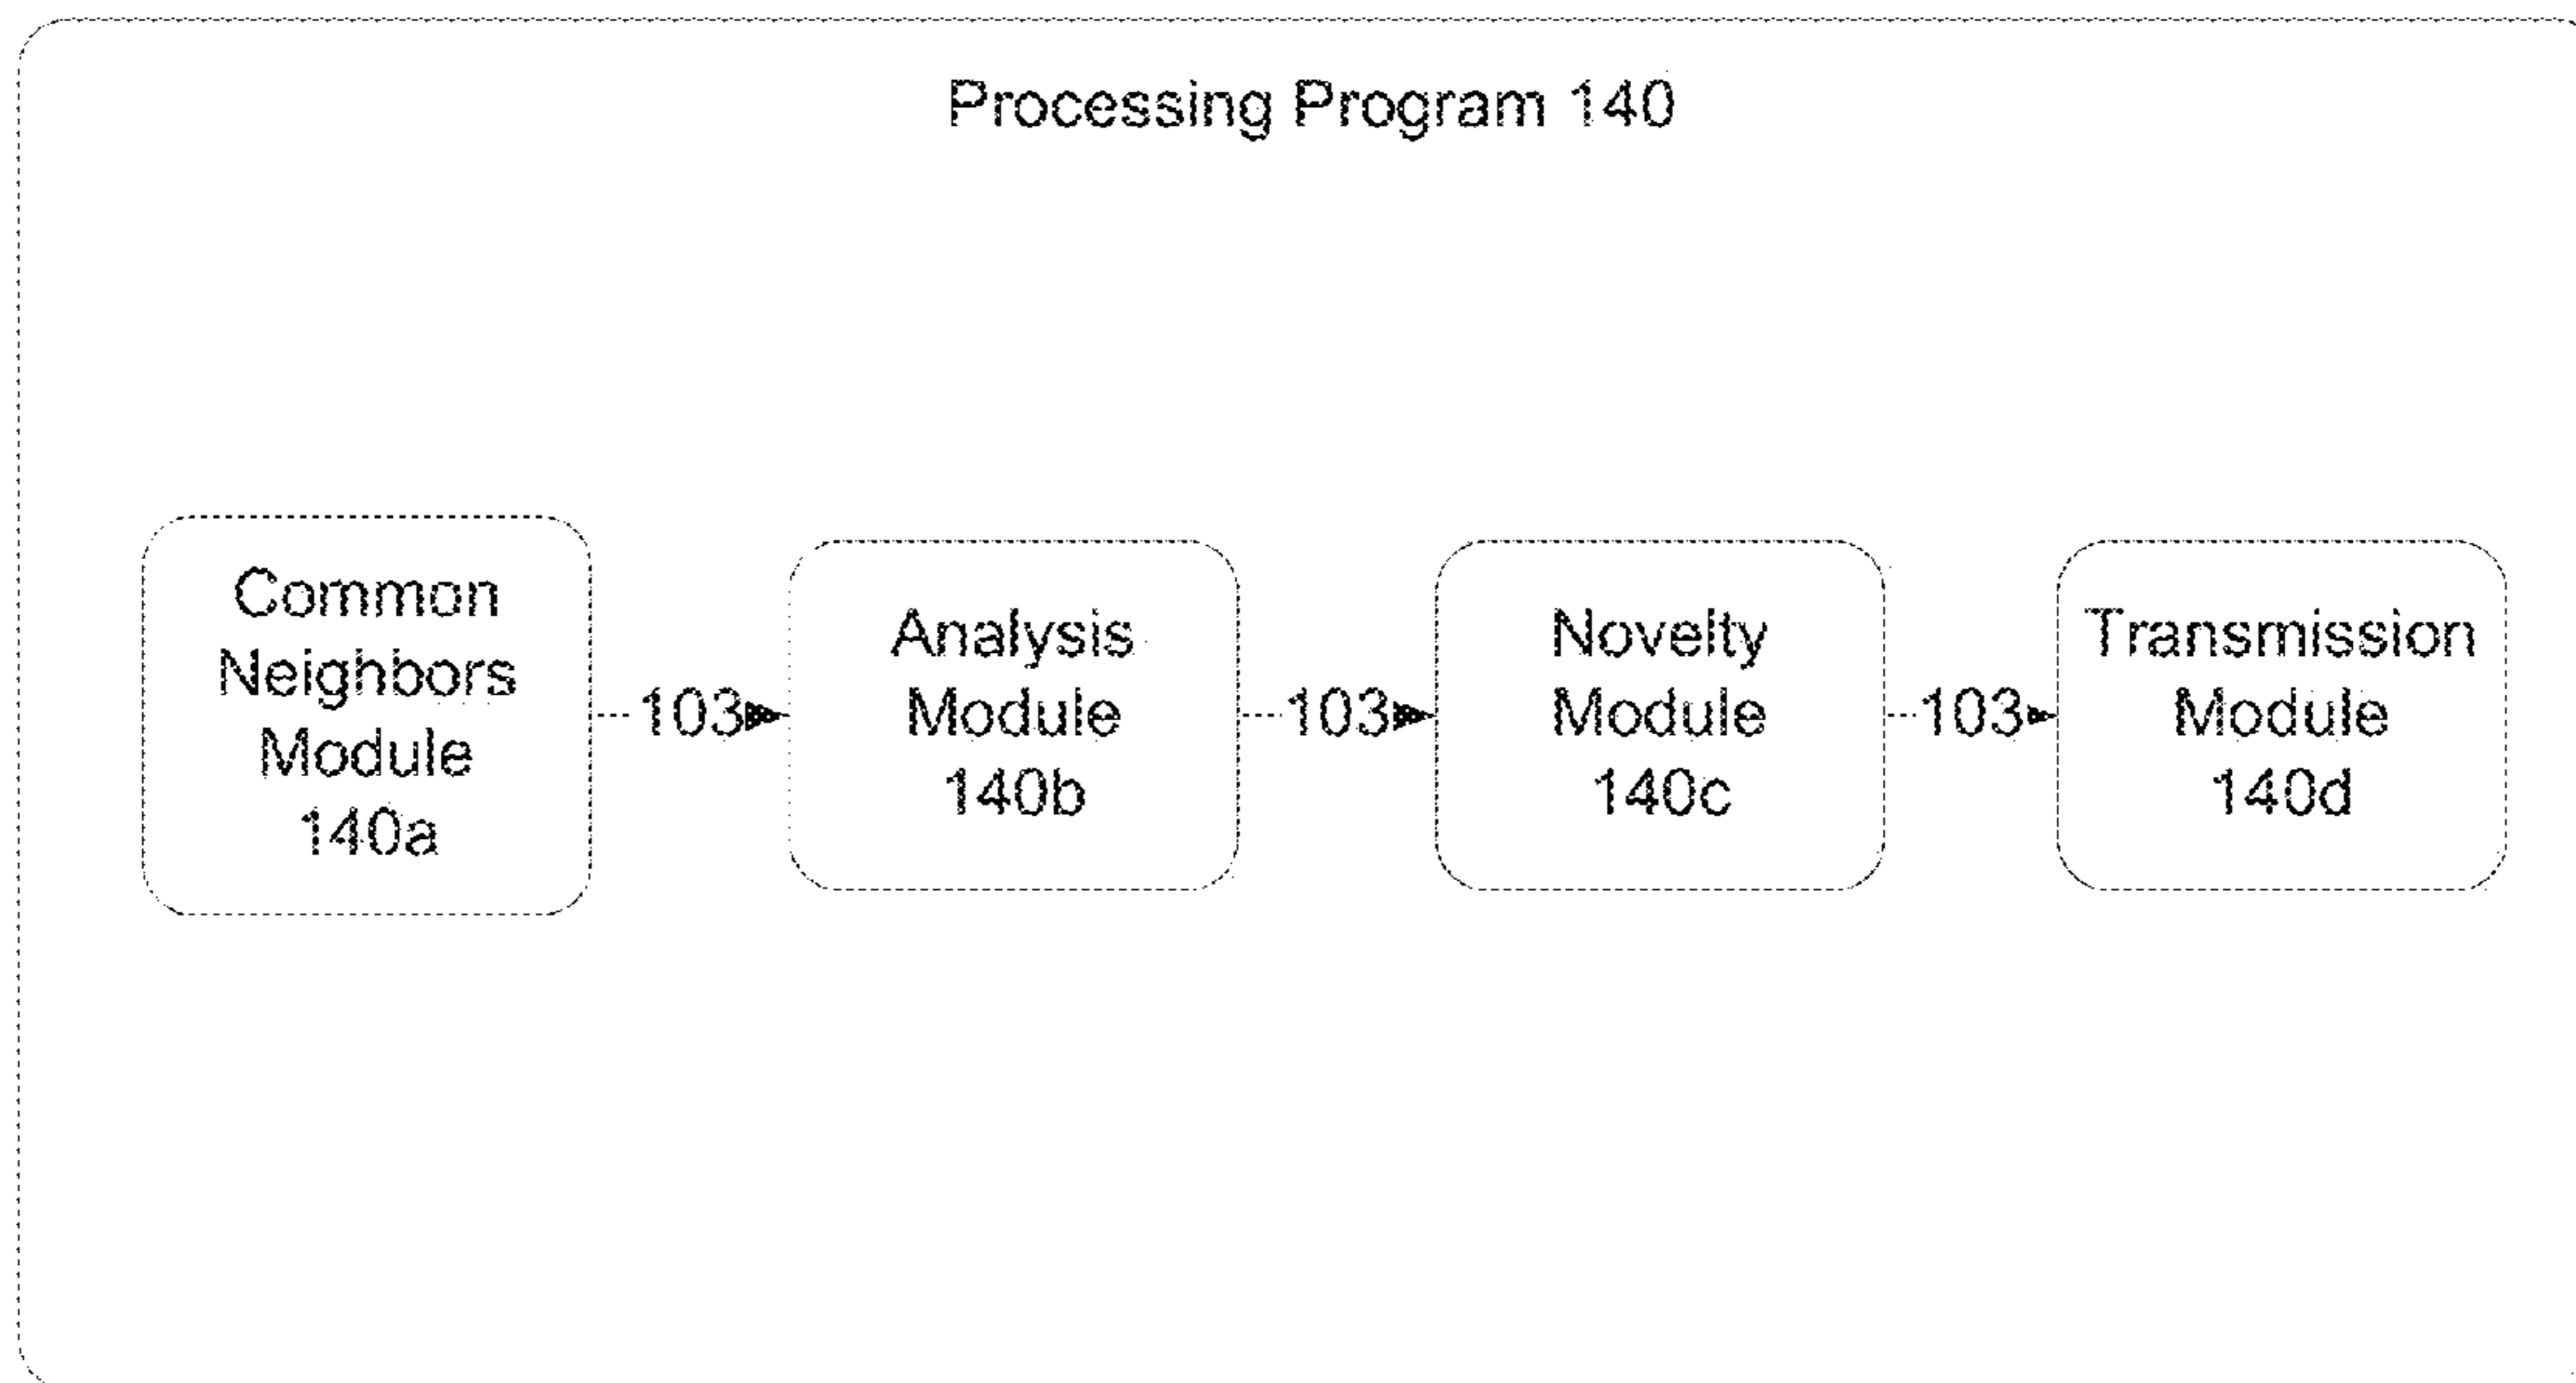 Processing Program 140
Common
Neighbors
Module
140a
103
Analysis
Module
140b
103
Novelty
Module
140c
103
Transmission
Module
140d